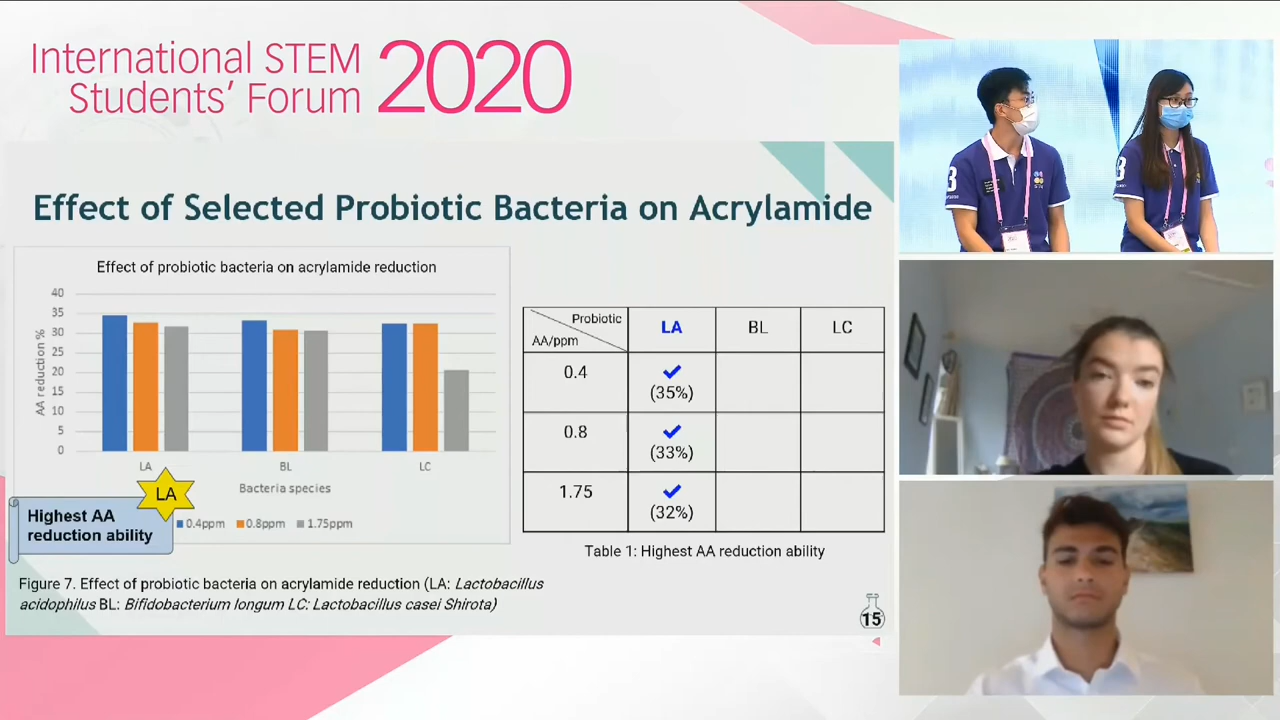 International STEM
Students' Forum
2020
Effect of Selected Probiotic Bacteria on Acrylamide
Effect of probiotic bacteria on acrylamide reduction
AA reduction %
40
35
30
25
20
15
10
5
0
LA BL LC
Bacteria species
0.4ppm 0.8ppm 1.75ppm
LA
Highest AA
reduction ability
Probiotic
AA/ppm
LA BL LC
0.4
✓
(35%)
0.8
✓
(33%)
1.75
✓
(32%)
Table 1: Highest AA reduction ability
Figure 7. Effect of probiotic bacteria on acrylamide reduction (LA: Lactobacillus
acidophilus BL: Bifidobacterium longum LC: Lactobacillus casei Shirota)
15
3
3